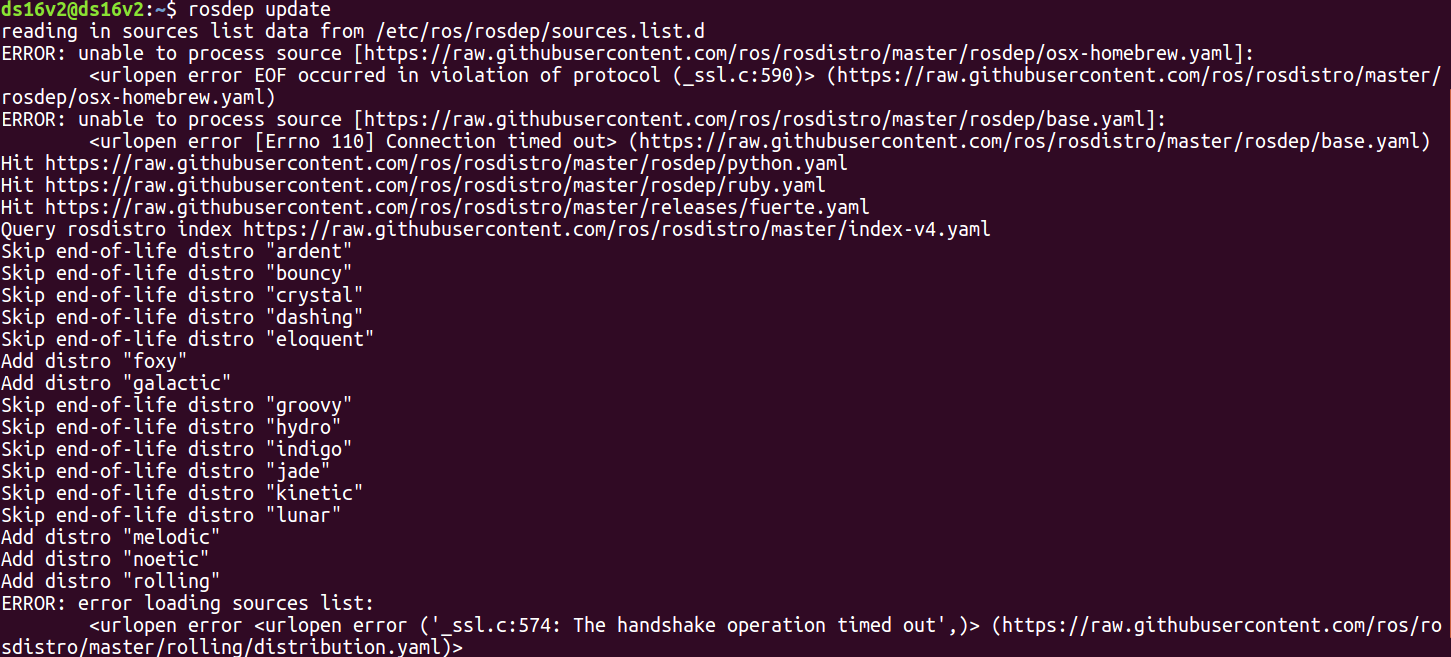 ds16v2@ds16v2:~$ rosdep update
reading in sources list data from /etc/ros/rosdep/sources.list.d
ERROR: unable to process source [https://raw.githubusercontent.com/ros/rosdistro/master/rosdep/osx-homebrew.yaml]:
        <urlopen error EOF occurred in violation of protocol (_ssl.c:590)> (https://raw.githubusercontent.com/ros/rosdistro/master/
rosdep/osx-homebrew.yaml)
ERROR: unable to process source [https://raw.githubusercontent.com/ros/rosdistro/master/rosdep/base.yaml]:
        <urlopen error [Errno 110] Connection timed out> (https://raw.githubusercontent.com/ros/rosdistro/master/rosdep/base.yaml)
Hit https://raw.githubusercontent.com/ros/rosdistro/master/rosdep/python.yaml
Hit https://raw.githubusercontent.com/ros/rosdistro/master/rosdep/ruby.yaml
Hit https://raw.githubusercontent.com/ros/rosdistro/master/releases/fuerte.yaml
Query rosdistro index https://raw.githubusercontent.com/ros/rosdistro/master/index-v4.yaml
Skip end-of-life distro "ardent"
Skip end-of-life distro "bouncy"
Skip end-of-life distro "crystal"
Skip end-of-life distro "dashing"
Skip end-of-life distro "eloquent"
Add distro "foxy"
Add distro "galactic"
Skip end-of-life distro "groovy"
Skip end-of-life distro "hydro"
Skip end-of-life distro "indigo"
Skip end-of-life distro "jade"
Skip end-of-life distro "kinetic"
Skip end-of-life distro "lunar"
Add distro "melodic"
Add distro "noetic"
Add distro "rolling"
ERROR: error loading sources list:
        <urlopen error <urlopen error ('_ssl.c:574: The handshake operation timed out',)> (https://raw.githubusercontent.com/ros/ro
sdistro/master/rolling/distribution.yaml)>